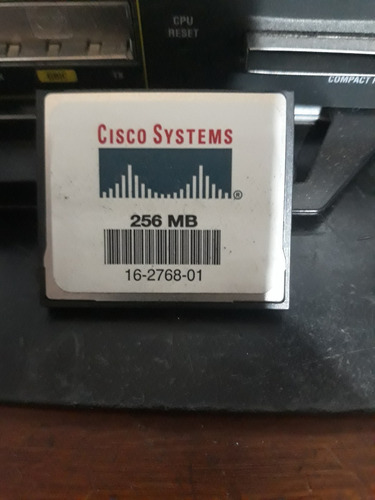 CPU
RESET
COMPACT
CISCO SYSTEMS
®
256 MB
16-2768-01